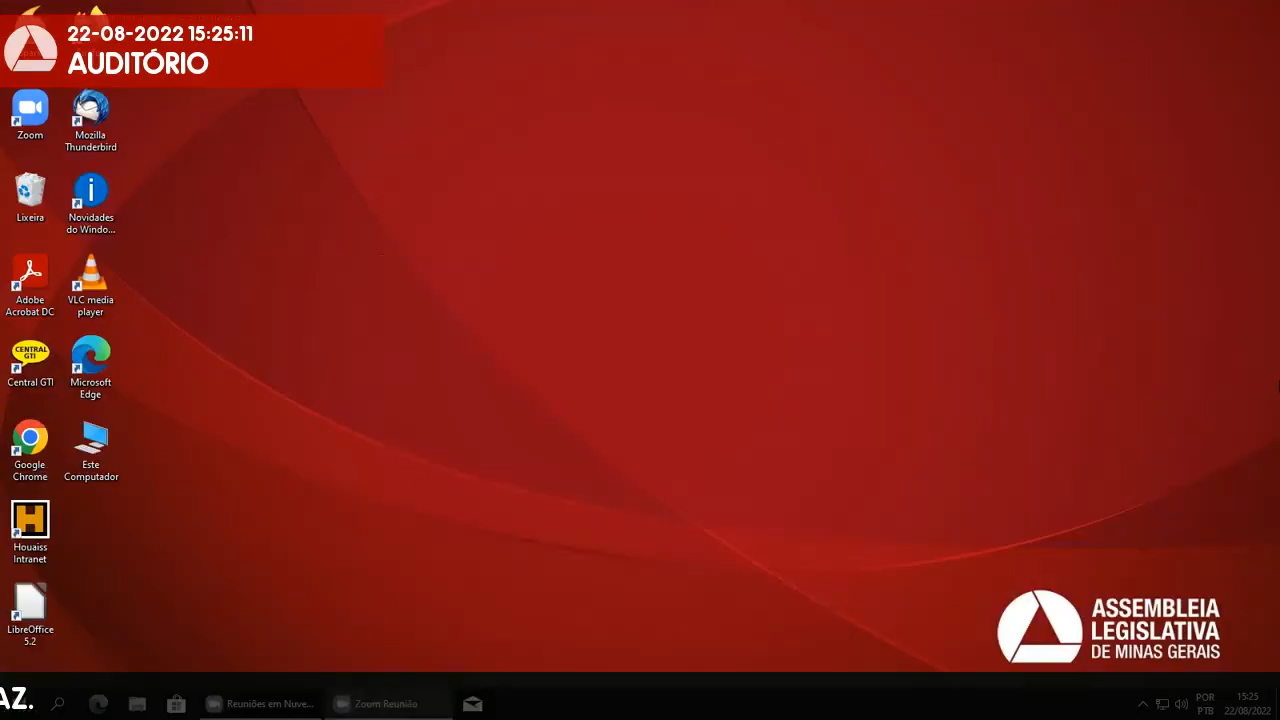 22-08-2022 15:25:11
AUDITÓRIO
Zoom
Mozilla
Thunderbird
Lixeira
Novidades
do Windo...
Adobe
Acrobat DC
VLC media
player
CENTRAL
GTI
Central GTI
Microsoft
Edge
Google
Chrome
Este
Computador
H
Houaiss
Intranet
LibreOffice
5.2
ASSEMBLEIA
LEGISLATIVA
DE MINAS GERAIS
AZ.
Reuniões em Nuve...
Zoom Reunião
POR
PTB
15:25
22/08/2022